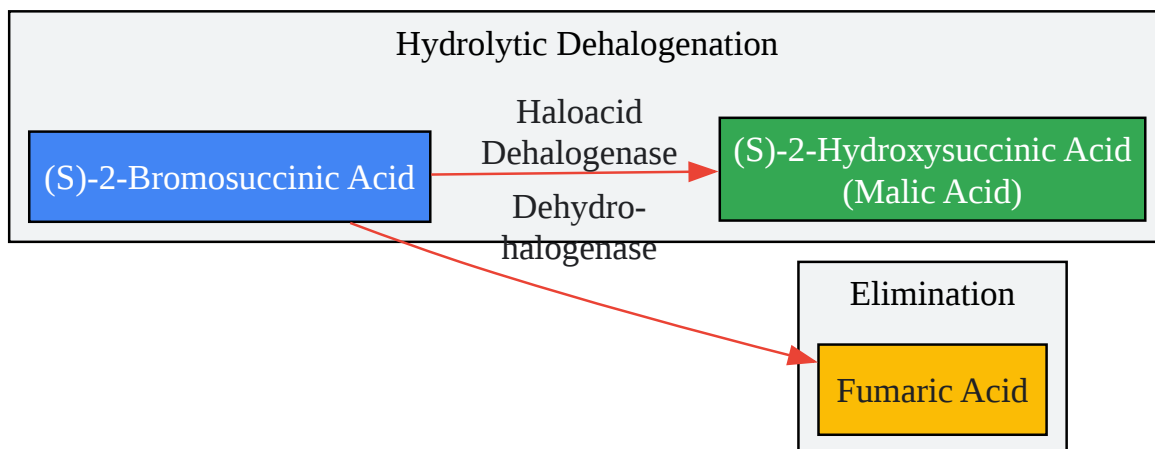 Hydrolytic Dehalogenation
Haloacid
Dehalogenase
(S)-2-Bromosuccinic Acid
(S)-2-Hydroxysuccinic Acid
(Malic Acid)
Dehydro-
halogenase
Elimination
Fumaric Acid